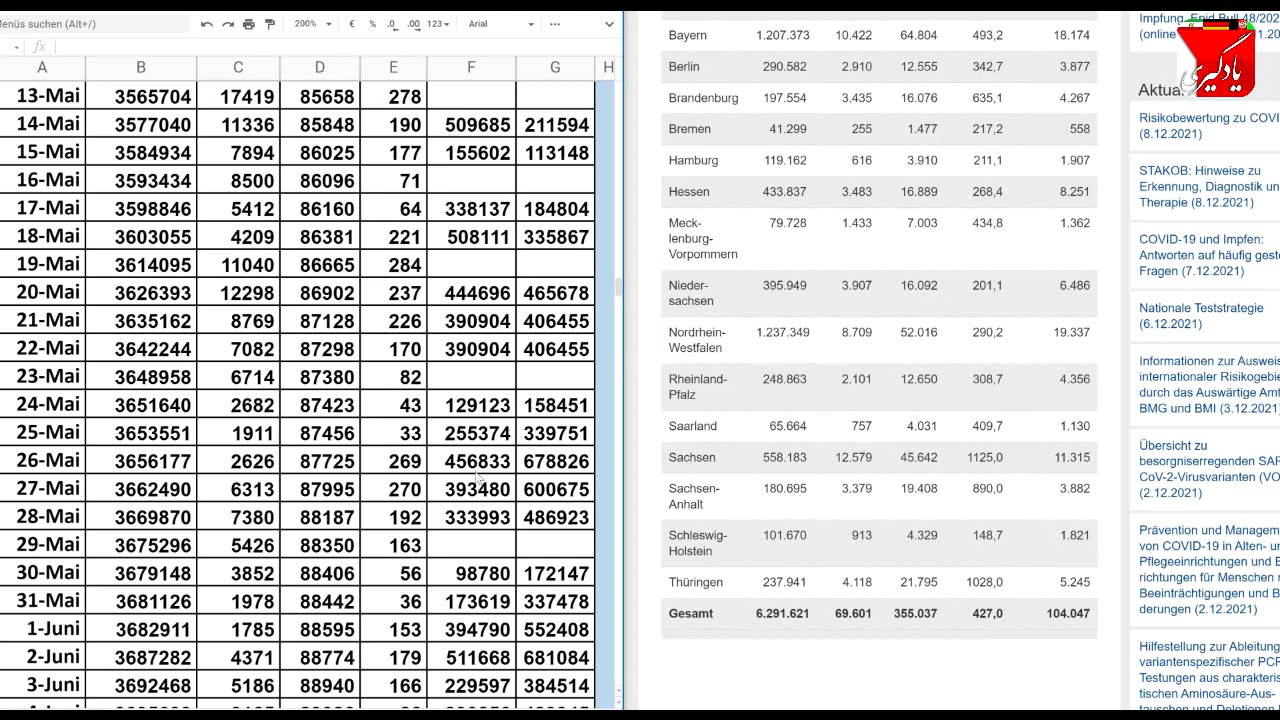 Menüs suchen (Alt+/) 200% € % .0 .00 123 Arial
fx
A B C D E F G H
13-Mai 3565704 17419 85658 278
14-Mai 3577040 11336 85848 190 509685 211594
15-Mai 3584934 7894 86025 177 155602 113148
16-Mai 3593434 8500 86096 71
17-Mai 3598846 5412 86160 64 338137 184804
18-Mai 3603055 4209 86381 221 508111 335867
19-Mai 3614095 11040 86665 284
20-Mai 3626393 12298 86902 237 444696 465678
21-Mai 3635162 8769 87128 226 390904 406455
22-Mai 3642244 7082 87298 170 390904 406455
23-Mai 3648958 6714 87380 82
24-Mai 3651640 2682 87423 43 129123 158451
25-Mai 3653551 1911 87456 33 255374 339751
26-Mai 3656177 2626 87725 269 456833 678826
27-Mai 3662490 6313 87995 270 393480 600675
28-Mai 3669870 7380 88187 192 333993 486923
29-Mai 3675296 5426 88350 163
30-Mai 3679148 3852 88406 56 98780 172147
31-Mai 3681126 1978 88442 36 173619 337478
1-Juni 3682911 1785 88595 153 394790 552408
2-Juni 3687282 4371 88774 179 511668 681084
3-Juni 3692468 5186 88940 166 229597 384514
Bayern 1.207.373 10.422 64.804 493,2 18.174
Berlin 290.582 2.910 12.555 342,7 3.877
Brandenburg 197.554 3.435 16.076 635,1 4.267
Bremen 41.299 255 1.477 217,2 558
Hamburg 119.162 616 3.910 211,1 1.907
Hessen 433.837 3.483 16.889 268,4 8.251
Meck- 79.728 1.433 7.003 434,8 1.362
lenburg-
Vorpommern
Nieder- 395.949 3.907 16.092 201,1 6.486
sachsen
Nordrhein- 1.237.349 8.709 52.016 290,2 19.337
Westfalen
Rheinland- 248.863 2.101 12.650 308,7 4.356
Pfalz
Saarland 65.664 757 4.031 409,7 1.130
Sachsen 558.183 12.579 45.642 1125,0 11.315
Sachsen- 180.695 3.379 19.408 890,0 3.882
Anhalt
Schleswig- 101.670 913 4.329 148,7 1.821
Holstein
Thüringen 237.941 4.118 21.795 1028,0 5.245
Gesamt 6.291.621 69.601 355.037 427,0 104.047
Impfung, Epid Bull 48/202
(online
یادگیری
Aktua
Risikobewertung zu COVI
(8.12.2021)
STAKOB: Hinweise zu
Erkennung, Diagnostik un
Therapie (8.12.2021)
COVID-19 und Impfen:
Antworten auf häufig geste
Fragen (7.12.2021)
Nationale Teststrategie
(6.12.2021)
Informationen zur Ausweis
internationaler Risikogebie
durch das Auswärtige Amt
BMG und BMI (3.12.2021)
Übersicht zu
besorgniserregenden SAR
CoV-2-Virusvarianten (VO
(2.12.2021)
Prävention und Managem
von COVID-19 in Alten- un
Pflegeeinrichtungen und E
richtungen für Menschen m
Beeinträchtigungen und B
derungen (2.12.2021)
Hilfestellung zur Ableitung
variantenspezifischer PCR
Testungen aus charakteris
tischen Aminosäure-Aus-
tauschen und Deletionen